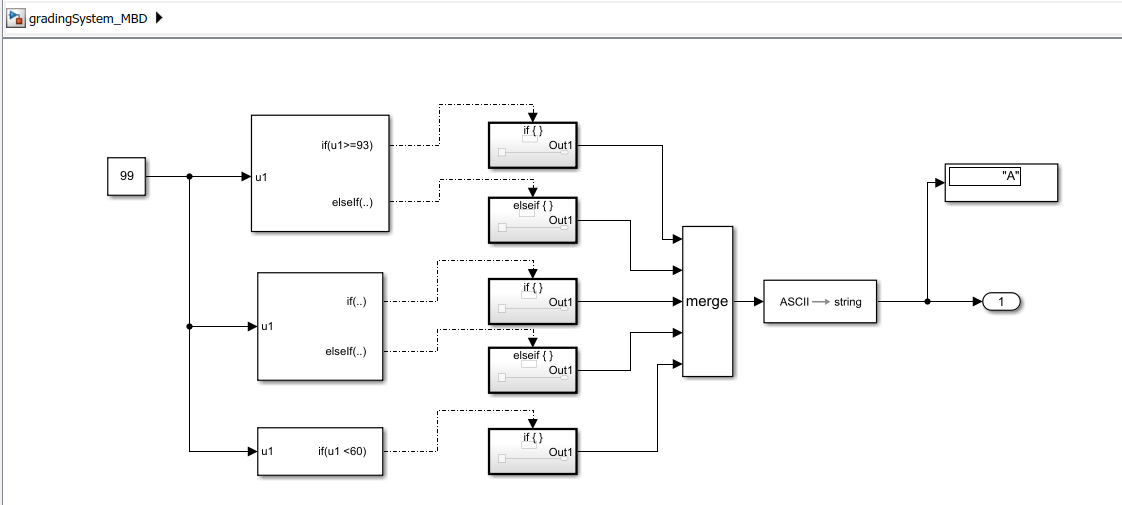 gradingSystem_MBD
99
u1
if(u1>=93)
elseIf(..)
if { }
Out1
elseif { }
Out1
u1
if(..)
elseIf(..)
if { }
Out1
elseif { }
Out1
u1
if(u1 <60)
if { }
Out1
merge
ASCII → string
"A"
1